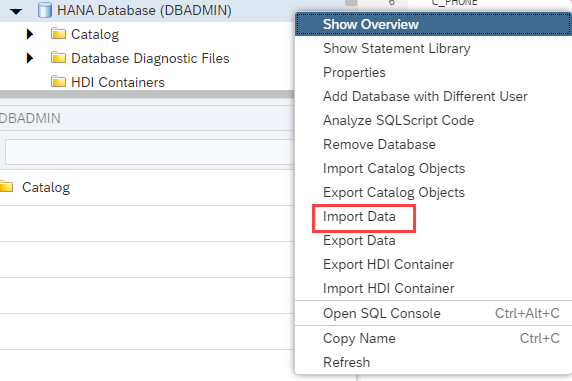 HANA Database (DBADMIN)
Catalog
Database Diagnostic Files
HDI Containers
DBADMIN
Catalog
6 C_PHONE
Show Overview
Show Statement Library
Properties
Add Database with Different User
Analyze SQLScript Code
Remove Database
Import Catalog Objects
Export Catalog Objects
Import Data
Export Data
Export HDI Container
Import HDI Container
Open SQL Console Ctrl+Alt+C
Copy Name Ctrl+C
Refresh